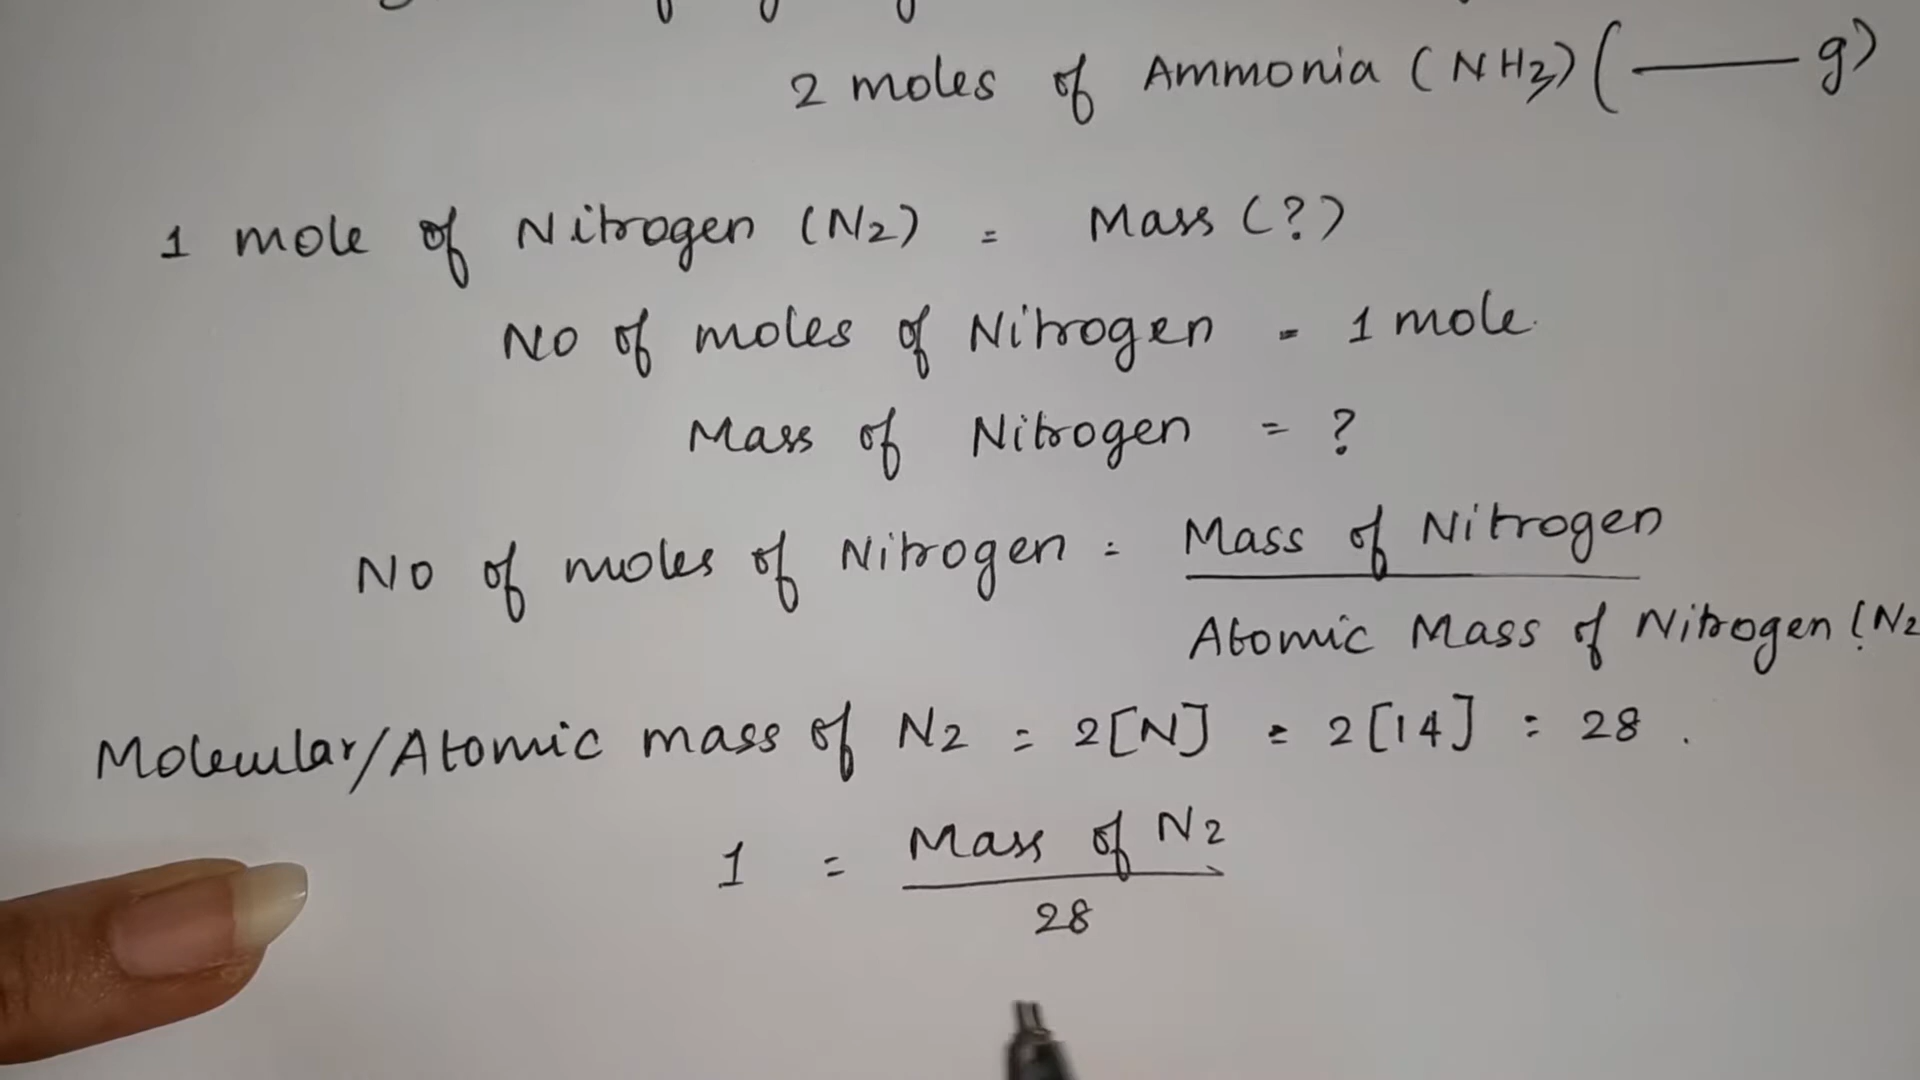 2 moles of Ammonia (NH3) (—— g)
1 mole of Nitrogen (N2) = Mass (?)
No of moles of Nitrogen = 1 mole.
Mass of Nitrogen = ?
No of moles of Nitrogen = Mass of Nitrogen
Atomic Mass of Nitrogen (N2
Molecular/Atomic mass of N2 = 2[N] = 2[14] = 28.
1 = Mass of N2
28